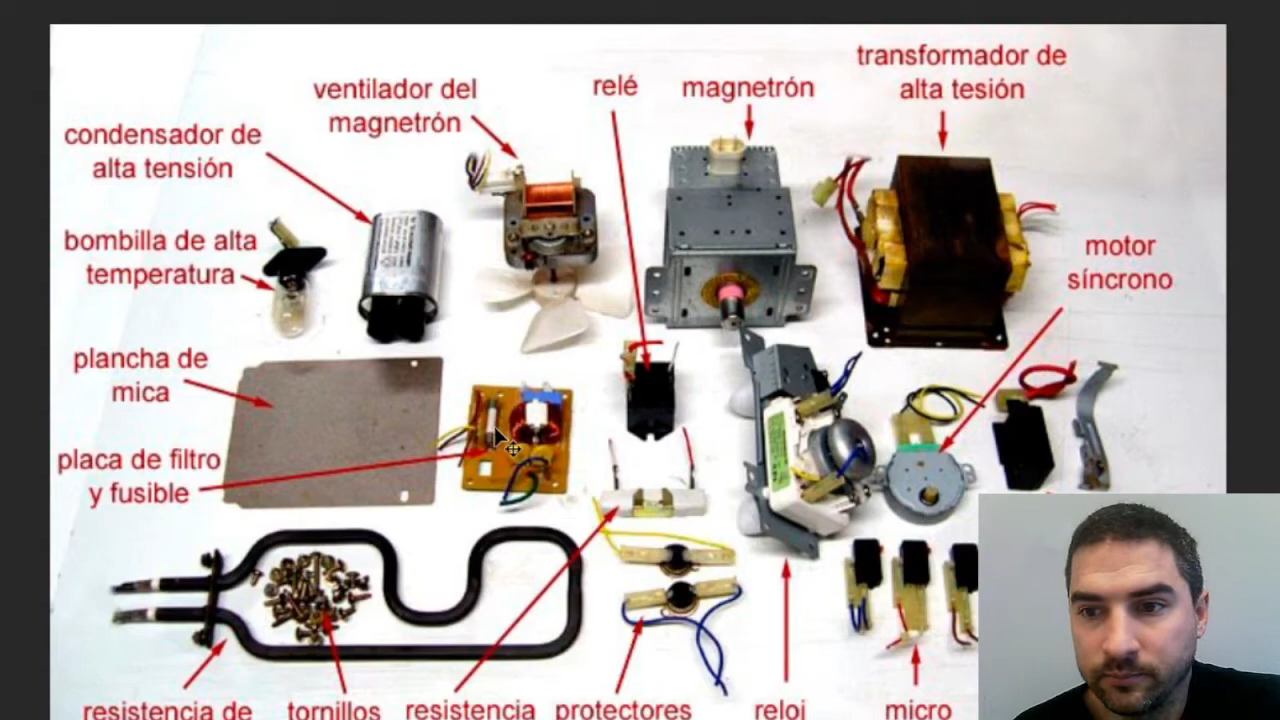 transformador de
alta tesión
relé
magnetrón
ventilador del
magnetrón
condensador de
alta tensión
bombilla de alta
temperatura
motor
síncrono
plancha de
mica
placa de filtro
y fusible
resistencia de
tornillos
resistencia
protectores
reloj
micro